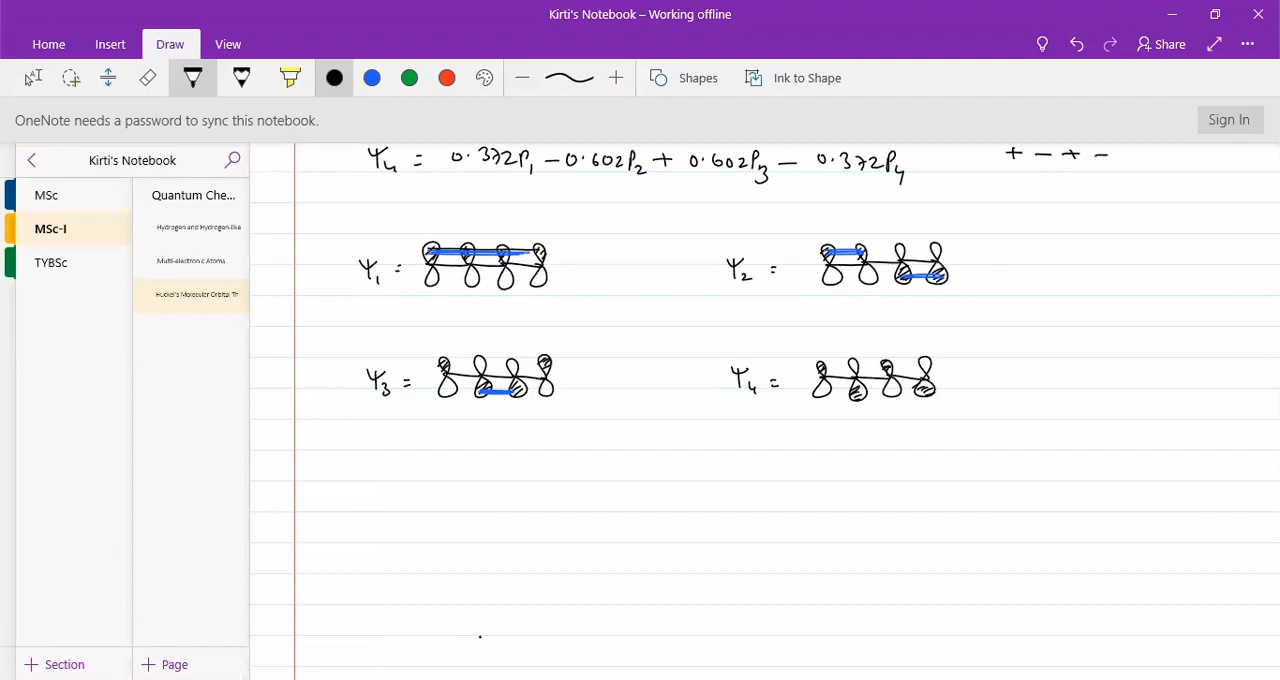 Kirti's Notebook – Working offline
Home Insert Draw View Share
Shapes Ink to Shape
OneNote needs a password to sync this notebook. Sign In
Kirti's Notebook
MSc
MSc-I
TYBSc
Quantum Che...
Hydrogen and Hydrogen-like
Multi-electronic Atoms
Huckel's Molecular Orbital Th
Ψ4 = 0.372P1 – 0.602P2 + 0.602P3 – 0.372P4 + – + –
Ψ1 = Ψ2 =
Ψ3 = Ψ4 =
+ Section + Page